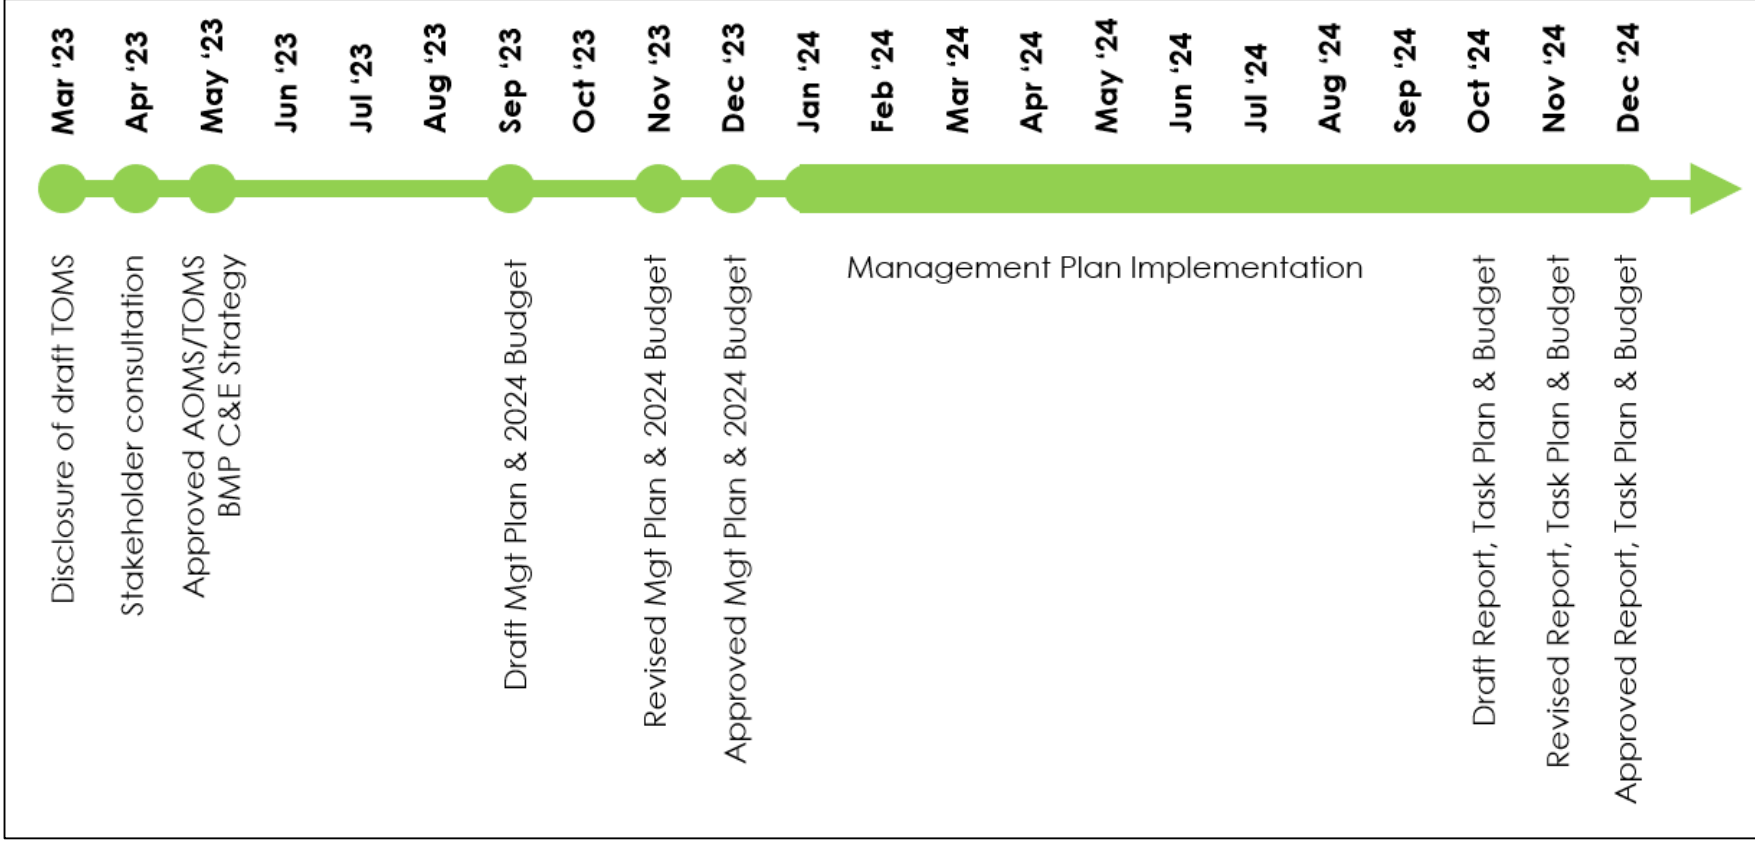 Mar ‘23
Apr ‘23
May ‘23
Jun ‘23
Jul ‘23
Aug ‘23
Sep ‘23
Oct ‘23
Nov ‘23
Dec ‘23
Jan ‘24
Feb ‘24
Mar ‘24
Apr ‘24
May ‘24
Jun ‘24
Jul ‘24
Aug ‘24
Sep ‘24
Oct ‘24
Nov ‘24
Dec ‘24
Disclosure of draft TOMS
Stakeholder consultation
Approved AOMS/TOMS
BMP C&E Strategy
Draft Mgt Plan & 2024 Budget
Revised Mgt Plan & 2024 Budget
Approved Mgt Plan & 2024 Budget
Management Plan Implementation
Draft Report, Task Plan & Budget
Revised Report, Task Plan & Budget
Approved Report, Task Plan & Budget